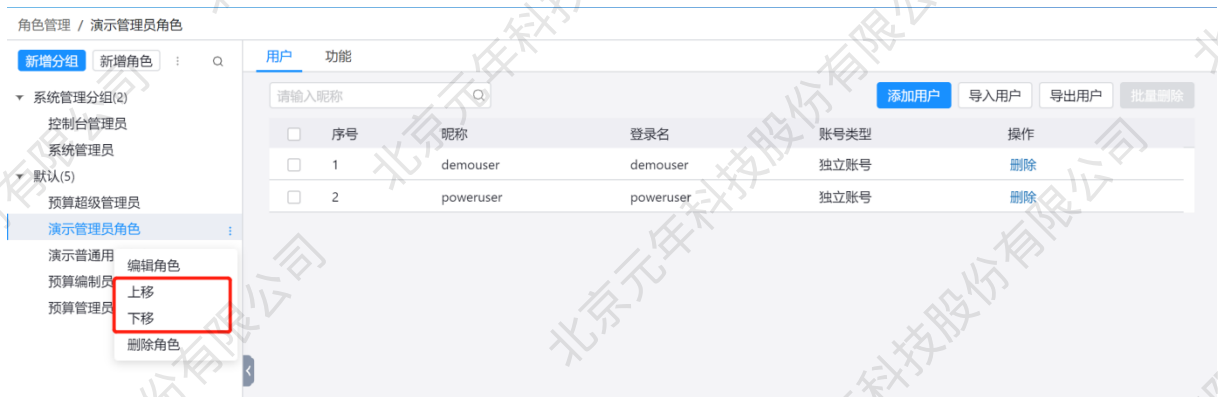 角色管理 / 演示管理员角色
新增分组 新增角色
用户 功能
系统管理分组(2)
控制台管理员
系统管理员
默认(5)
预算超级管理员
演示管理员角色
演示普通用
预算编制员
预算管理员
编辑角色
上移
下移
删除角色
请输入昵称
添加用户 导入用户 导出用户 批量删除
序号 昵称 登录名 账号类型 操作
1 demouser demouser 独立账号 删除
2 poweruser poweruser 独立账号 删除
北京元年科技股份有限公司